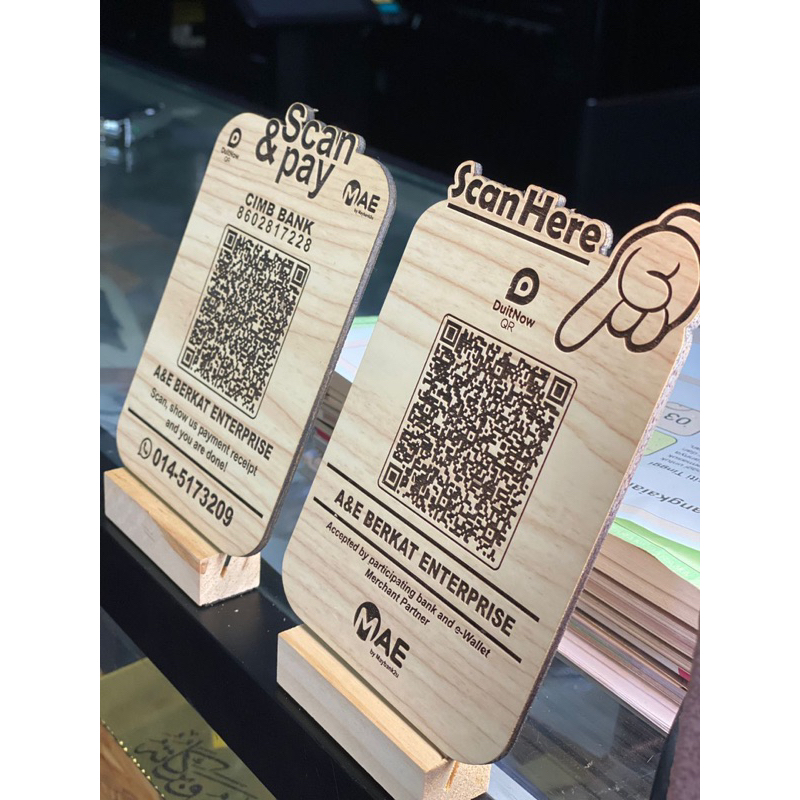 Scan
& pay
DuitNow
QR
MAE
by Maybank2u
CIMB BANK
8602817228
A&E BERKAT ENTERPRISE
Scan, show us payment receipt
and you are done!
014-5173209
Scan Here
DuitNow
QR
A&E BERKAT ENTERPRISE
Accepted by participating bank and e-Wallet
Merchant Partner
MAE
by Maybank2u
03